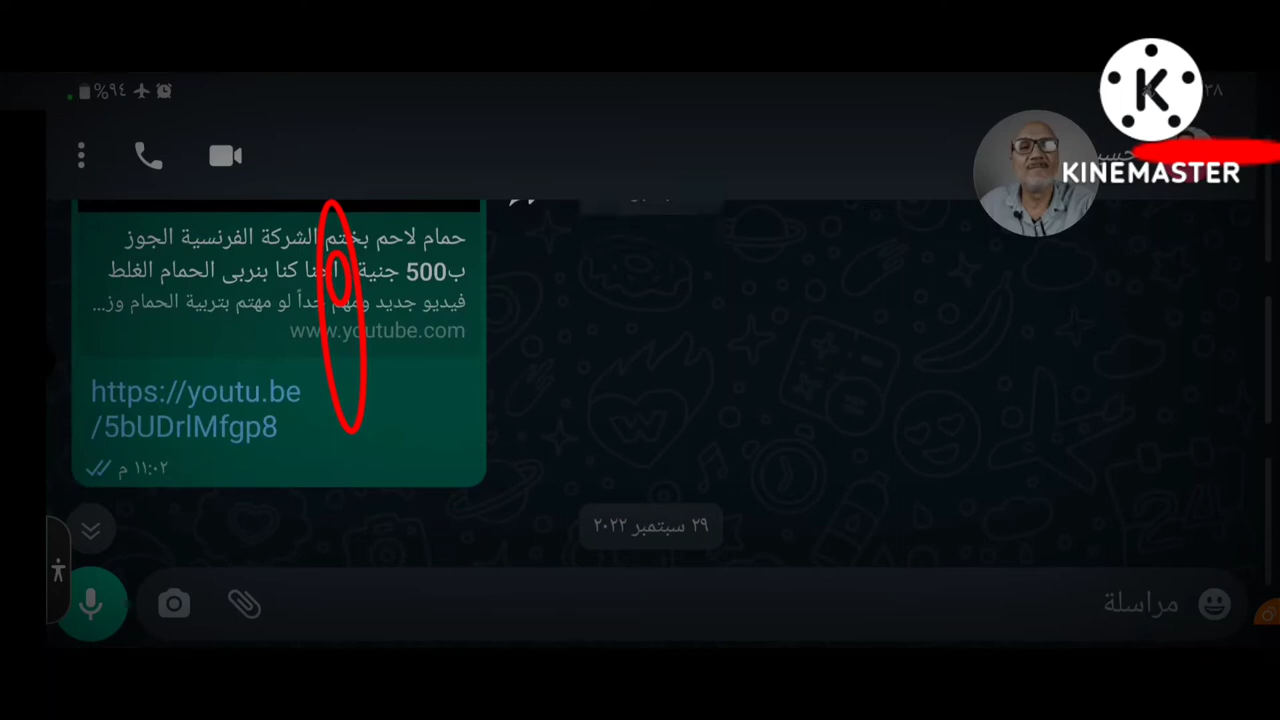 %٩٤
٣٨
KINEMASTER
حمام لاحم بختم الشركة الفرنسية الجوز
ب500 جنية احنا كنا بنربى الحمام الغلط
فيديو جديد ومهم جداً لو مهتم بتربية الحمام وز...
www.youtube.com
https://youtu.be
/5bUDrlMfgp8
١١:٠٢ م
٢٩ سبتمبر ٢٠٢٢
مراسلة